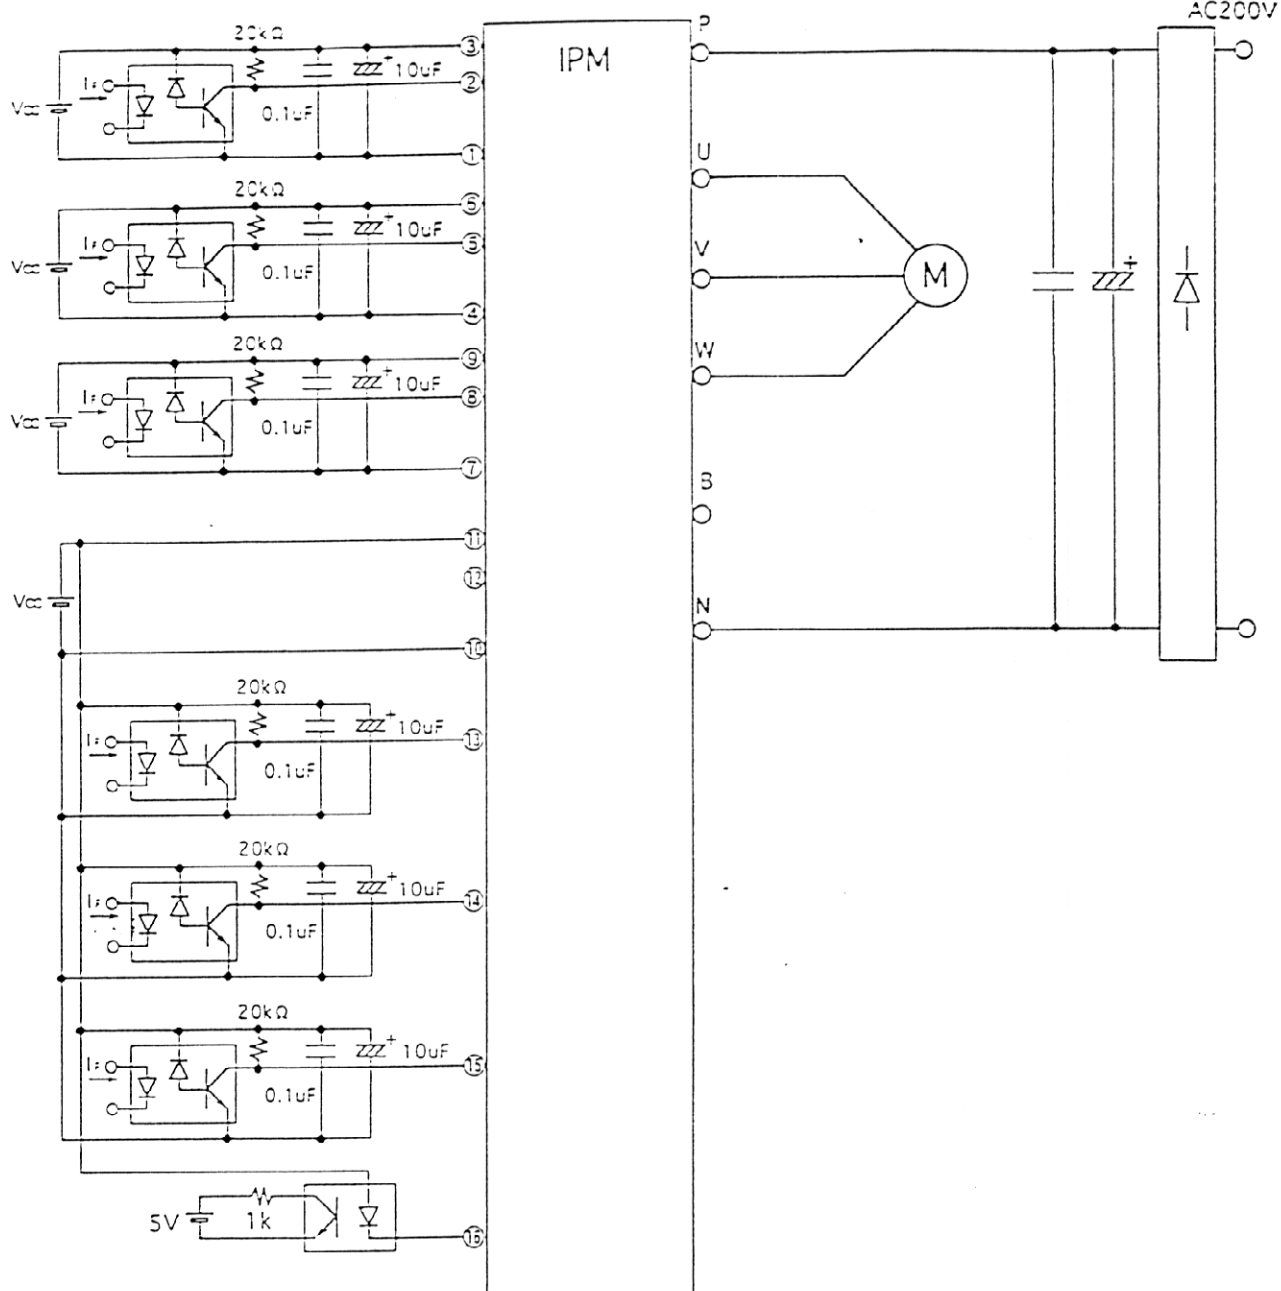 AC200V
IPM
P
20kΩ
③
10uF
②
IF
Vcc
0.1uF
①
U
20kΩ
⑥
10uF
⑤
IF
Vcc
0.1uF
④
V
M
W
20kΩ
⑨
10uF
⑧
IF
Vcc
0.1uF
⑦
B
⑪
⑫
Vcc
N
⑩
20kΩ
10uF
⑬
IF
0.1uF
20kΩ
10uF
⑭
IF
0.1uF
20kΩ
10uF
⑮
IF
0.1uF
5V
1k
⑯